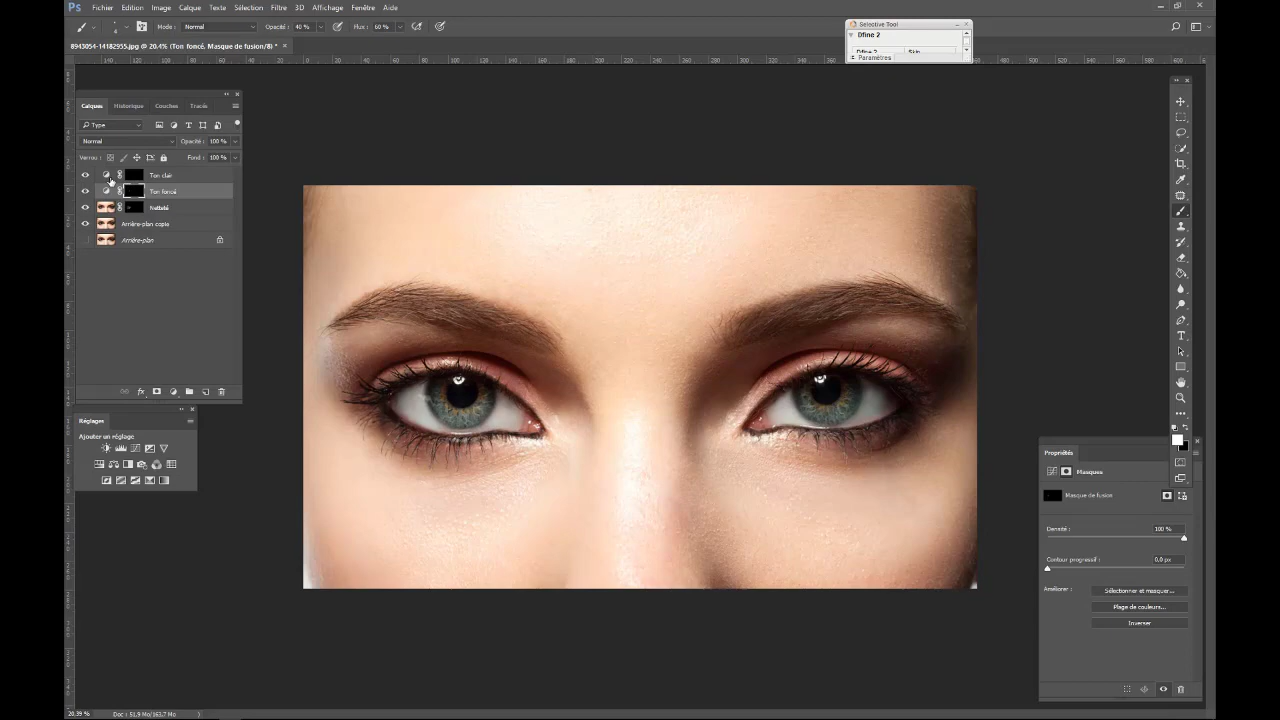 Ps Fichier Edition Image Calque Texte Sélection Filtre 3D Affichage Fenêtre Aide
Mode : Normal Opacité : 40 % Flux : 60 %
8943054-14182955.jpg @ 20,4% (Ton foncé, Masque de fusion/8) * ×
Selective Tool
Dfine 2
Dfine 2 Skin
Paramètres
Calques Historique Couches Tracés
Type
Normal Opacité : 100 %
Verrou : Fond : 100 %
Ton clair
Ton foncé
Netteté
Arrière-plan copie
Arrière-plan
Réglages
Ajouter un réglage
Propriétés
Masques
Masque de fusion
Densité : 100 %
Contour progressif : 0,0 px
Améliorer : Sélectionner et masquer...
Plage de couleurs...
Inverser
20,39 % Doc : 51,9 Mo/163,7 Mo